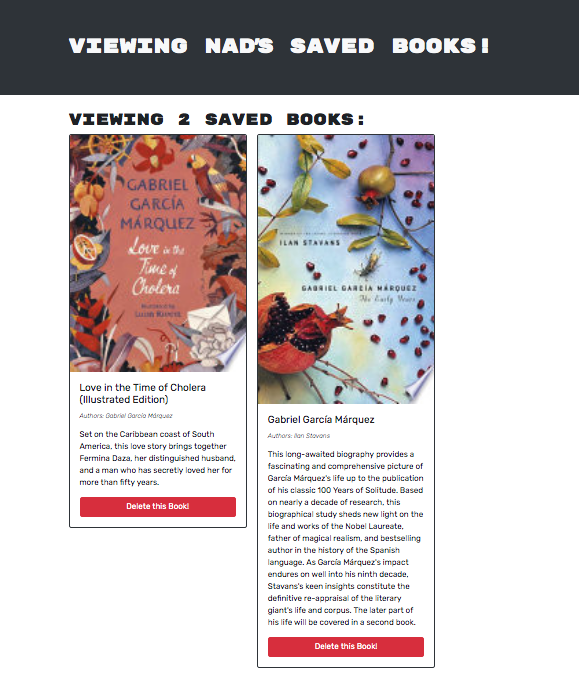 VIEWING NAD'S SAVED BOOKS!
VIEWING 2 SAVED BOOKS:
GABRIEL
GARCÍA
MÁRQUEZ
Love in the
Time of
Cholera
Love in the Time of Cholera
(Illustrated Edition)
Authors: Gabriel García Márquez
Set on the Caribbean coast of South
America, this love story brings together
Fermina Daza, her distinguished husband,
and a man who has secretly loved her for
more than fifty years.
Delete this Book!
ILAN STAVANS
GABRIEL GARCÍA MÁRQUEZ
The Early Years
Gabriel García Márquez
Authors: Ilan Stavans
This long-awaited biography provides a
fascinating and comprehensive picture of
García Márquez's life up to the publication
of his classic 100 Years of Solitude. Based
on nearly a decade of research, this
biographical study sheds new light on the
life and works of the Nobel Laureate,
father of magical realism, and bestselling
author in the history of the Spanish
language. As García Márquez's impact
endures on well into his ninth decade,
Stavans's keen insights constitute the
definitive re-appraisal of the literary
giant's life and corpus. The later part of
his life will be covered in a second book.
Delete this Book!